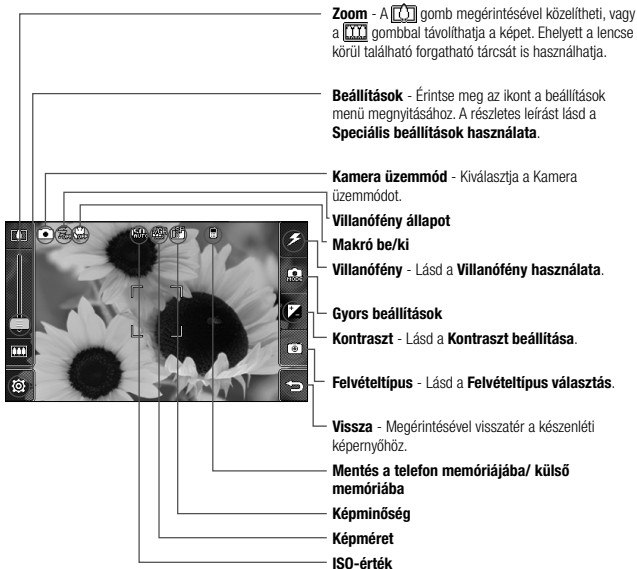 Zoom - A gomb megérintésével közelítheti, vagy
a gombbal távolíthatja a képet. Ehelyett a lencse
körül található forgatható tárcsát is használhatja.
Beállítások - Érintse meg az ikont a beállítások
menü megnyitásához. A részletes leírást lásd a
Speciális beállítások használata.
Kamera üzemmód - Kiválasztja a Kamera
üzemmódot.
Villanófény állapot
Makró be/ki
Villanófény - Lásd a Villanófény használata.
Gyors beállítások
Kontraszt - Lásd a Kontraszt beállítása.
Felvételtípus - Lásd a Felvételtípus választás.
Vissza - Megérintésével visszatér a készenléti
képernyőhöz.
Mentés a telefon memóriájába/ külső
memóriába
Képminőség
Képméret
ISO-érték
ISO
AUTO
MODE